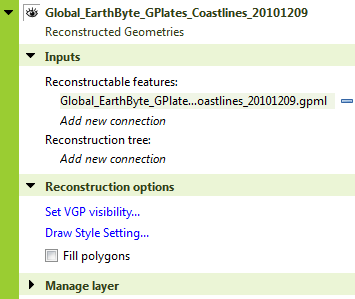 Global_EarthByte_GPlates_Coastlines_20101209
Reconstructed Geometries
Inputs
Reconstructable features:
Global_EarthByte_GPlate...oastlines_20101209.gpml
Add new connection
Reconstruction tree:
Add new connection
Reconstruction options
Set VGP visibility...
Draw Style Setting...
Fill polygons
Manage layer